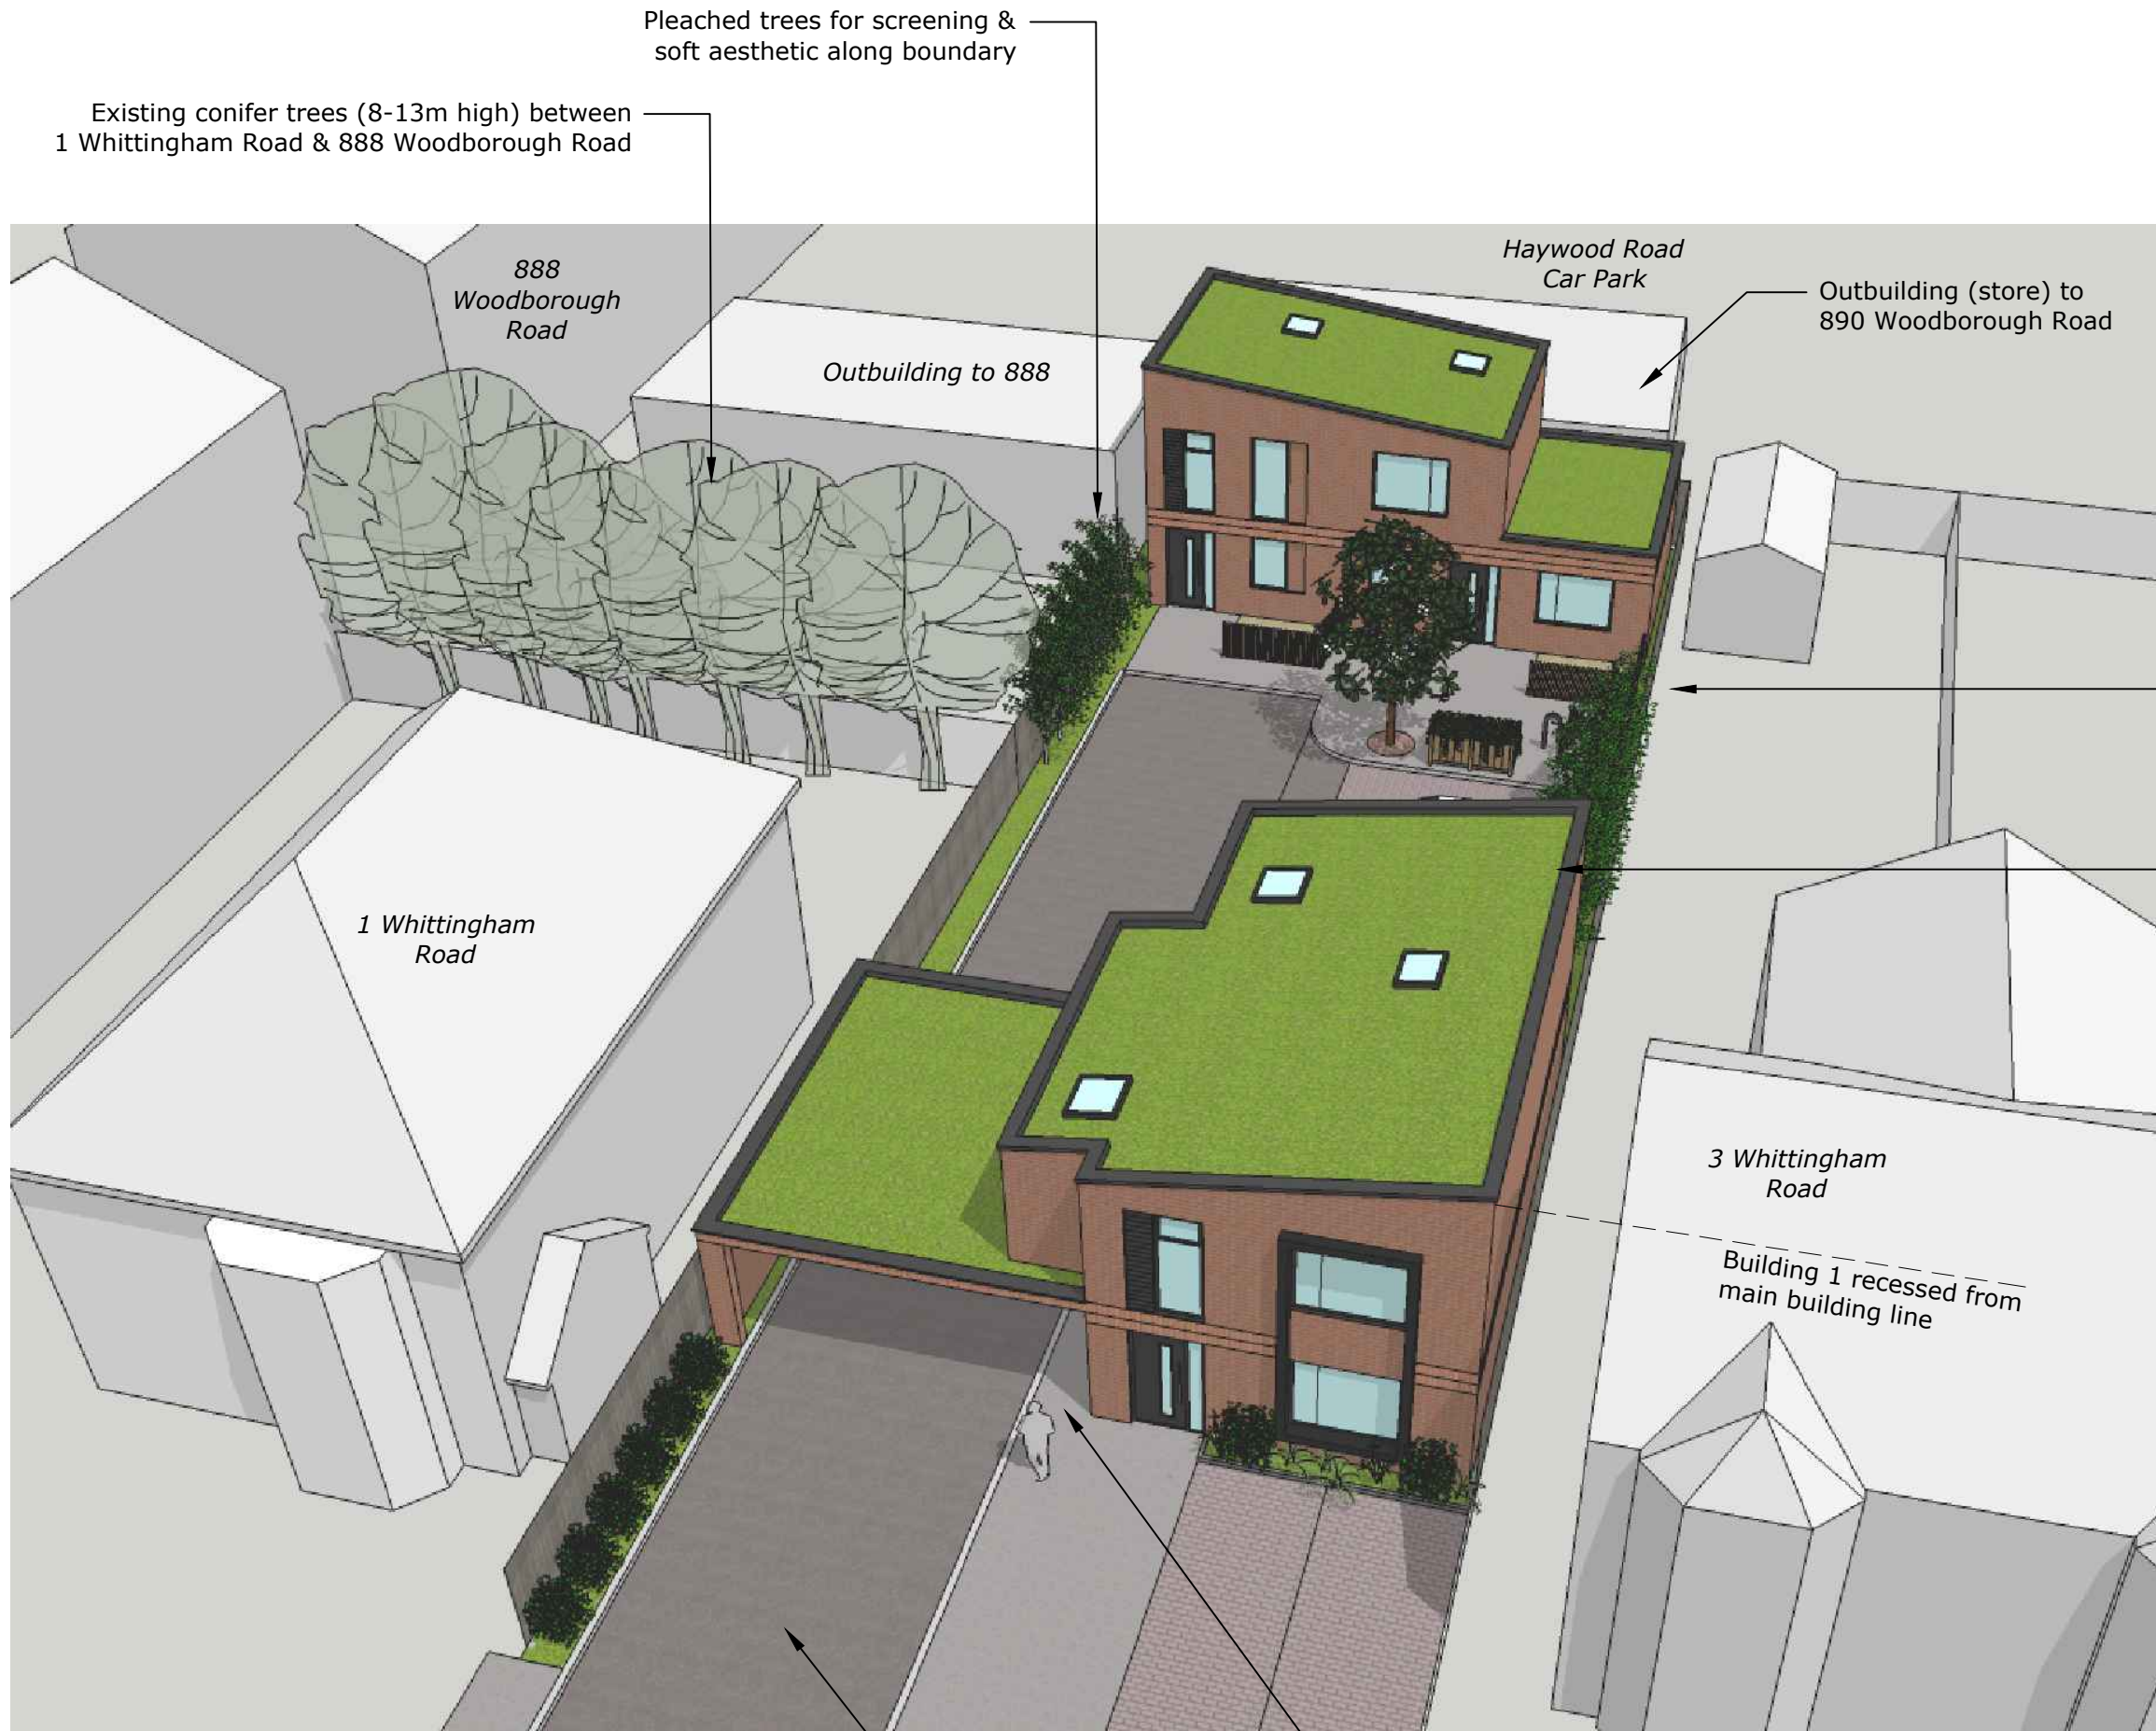 Pleached trees for screening &
soft aesthetic along boundary
Existing conifer trees (8-13m high) between
1 Whittingham Road & 888 Woodborough Road
888
Woodborough
Road
Haywood Road
Car Park
Outbuilding (store) to
890 Woodborough Road
Outbuilding to 888
1 Whittingham
Road
3 Whittingham
Road
Building 1 recessed from
main building line